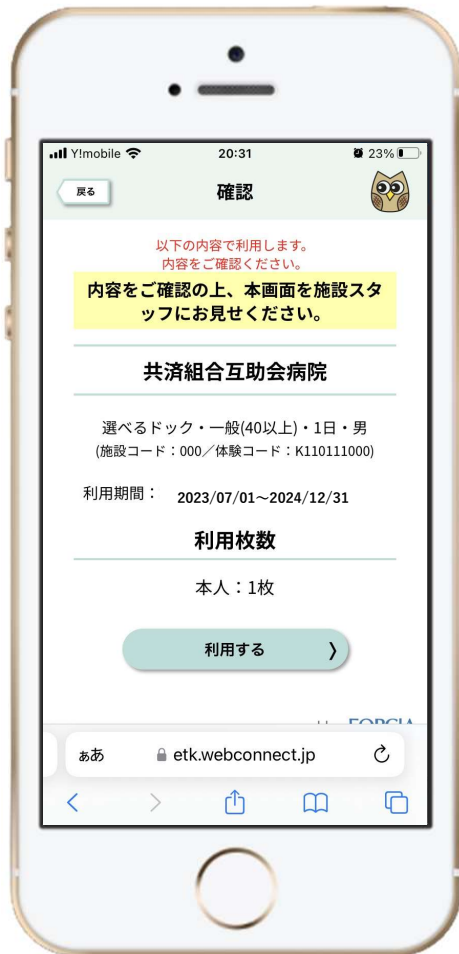 Y!mobile 20:31 23%
戻る 確認
以下の内容で利用します。
内容をご確認ください。
内容をご確認の上、本画面を施設スタ
ッフにお見せください。
共済組合互助会病院
選べるドック・一般(40以上)・1日・男
(施設コード：000／体験コード：K110111000)
利用期間： 2023/07/01～2024/12/31
利用枚数
本人：1枚
利用する 〉
ぁあ etk.webconnect.jp